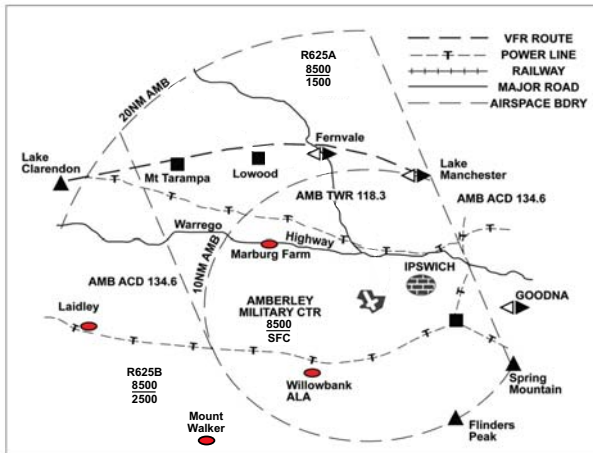 R625A
8500
1500
VFR ROUTE
POWER LINE
RAILWAY
MAJOR ROAD
AIRSPACE BDRY
20NM AMB
Fernvale
Lake
Clarendon
Mt Tarampa
Lowood
Lake
Manchester
AMB TWR 118.3
AMB ACD 134.6
Warrego
Highway
Marburg Farm
10NM AMB
AMB ACD 134.6
IPSWICH
Laidley
AMBERLEY
MILITARY CTR
8500
SFC
GOODNA
R625B
8500
2500
Willowbank
ALA
Spring
Mountain
Mount
Walker
Flinders
Peak